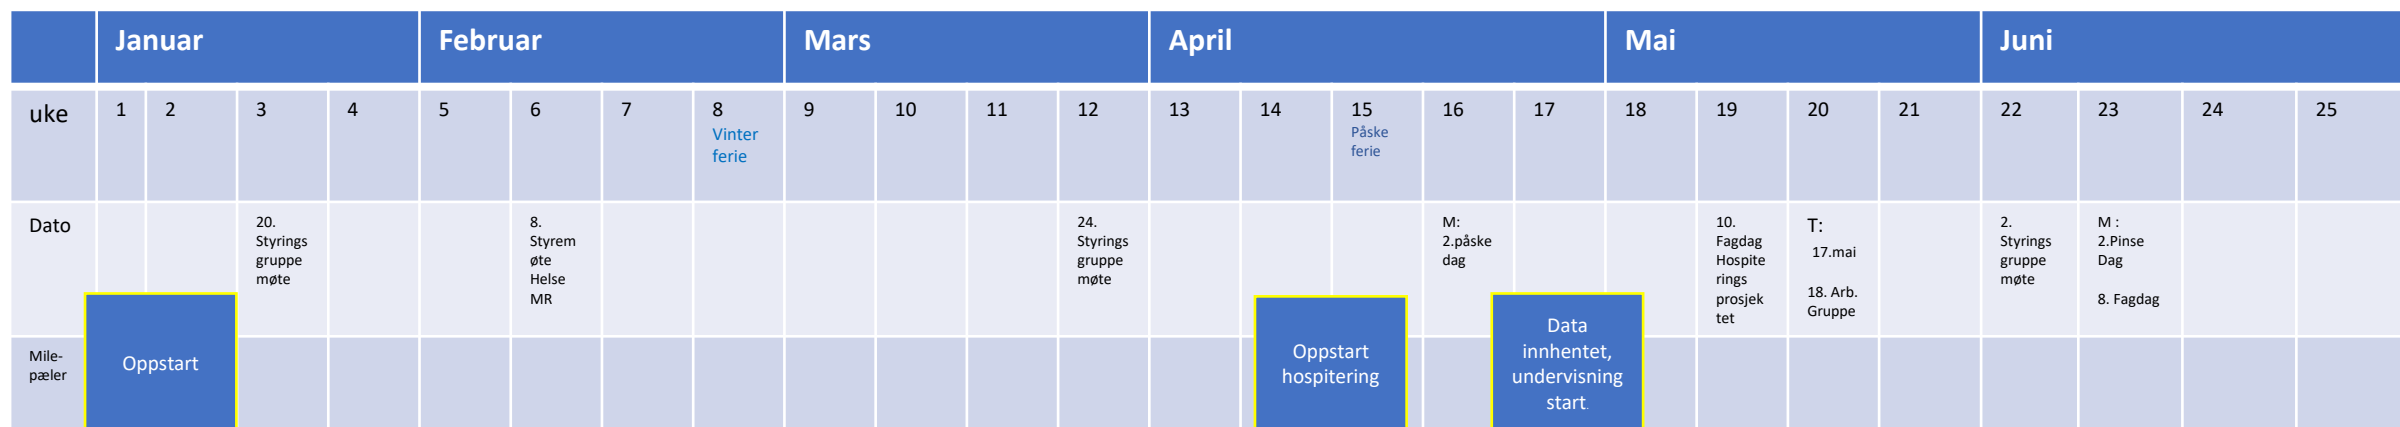 Januar
Februar
Mars
April
Mai
Juni
uke
1
2
3
4
5
6
7
8
Vinter
ferie
9
10
11
12
13
14
15
Påske
ferie
16
17
18
19
20
21
22
23
24
25
Dato
20.
Styrings
gruppe
møte
8.
Styrem
øte
Helse
MR
24.
Styrings
gruppe
møte
M:
2.påske
dag
10.
Fagdag
Hospite
rings
prosjek
tet
T:
17.mai
18. Arb.
Gruppe
2.
Styrings
gruppe
møte
M :
2.Pinse
Dag
8. Fagdag
Mile-
pæler
Oppstart
Oppstart
hospitering
Data
innhentet,
undervisning
start.